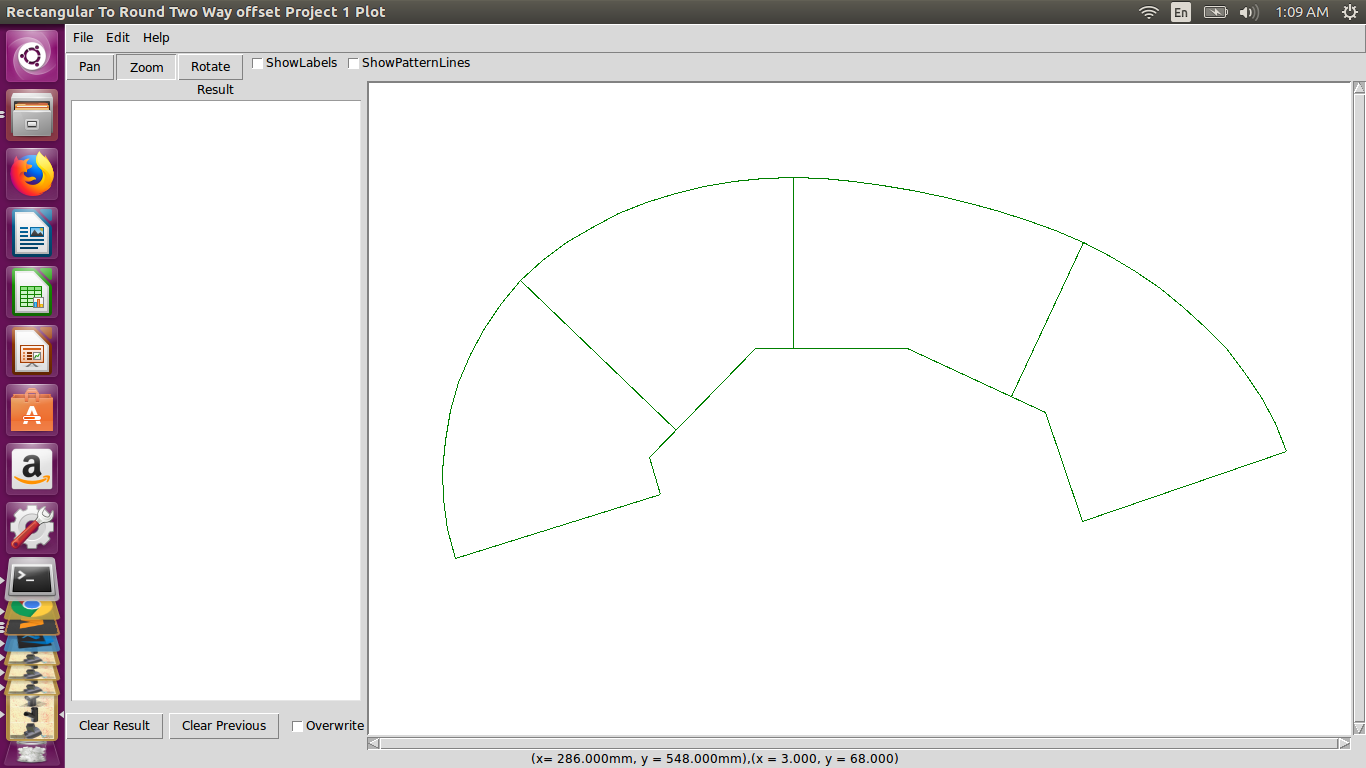 Rectangular To Round Two Way offset Project 1 Plot
En
1:09 AM
File Edit Help
Pan Zoom Rotate ShowLabels ShowPatternLines
Result
Clear Result Clear Previous Overwrite
(x= 286.000mm, y = 548.000mm),(x = 3.000, y = 68.000)